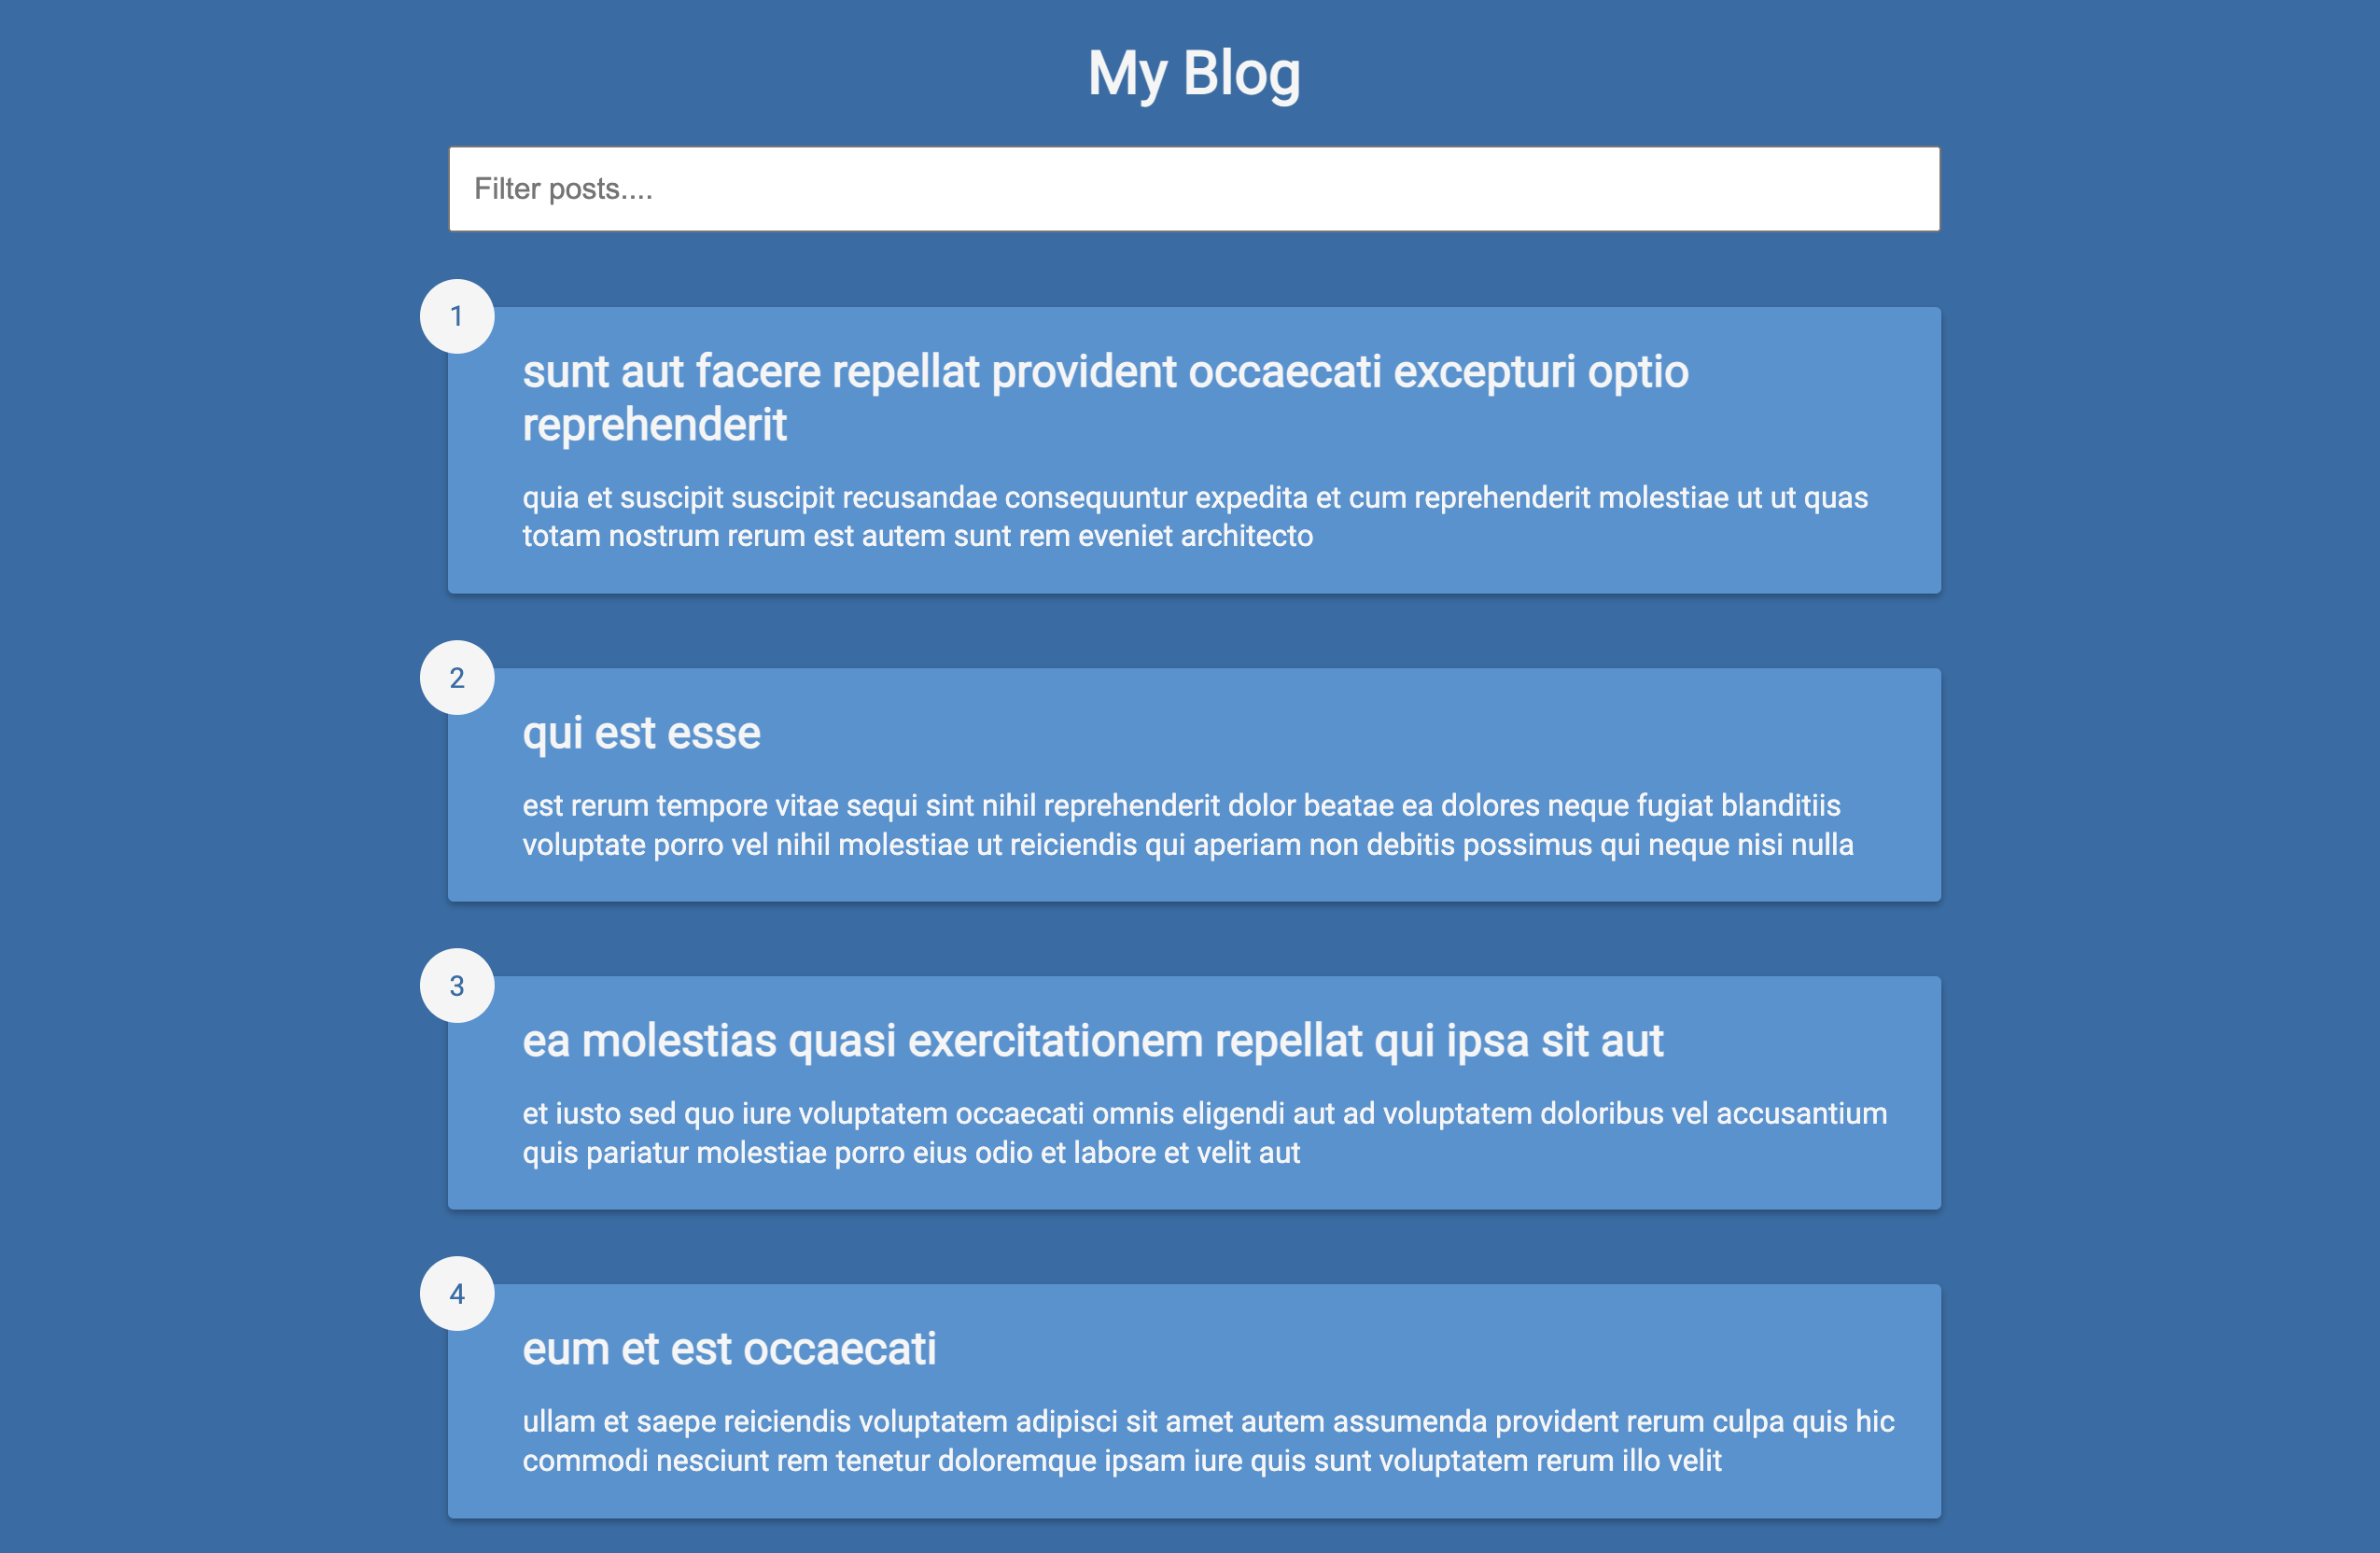 My Blog
Filter posts....
1
sunt aut facere repellat provident occaecati excepturi optio
reprehenderit
quia et suscipit suscipit recusandae consequuntur expedita et cum reprehenderit molestiae ut ut quas
totam nostrum rerum est autem sunt rem eveniet architecto
2
qui est esse
est rerum tempore vitae sequi sint nihil reprehenderit dolor beatae ea dolores neque fugiat blanditiis
voluptate porro vel nihil molestiae ut reiciendis qui aperiam non debitis possimus qui neque nisi nulla
3
ea molestias quasi exercitationem repellat qui ipsa sit aut
et iusto sed quo iure voluptatem occaecati omnis eligendi aut ad voluptatem doloribus vel accusantium
quis pariatur molestiae porro eius odio et labore et velit aut
4
eum et est occaecati
ullam et saepe reiciendis voluptatem adipisci sit amet autem assumenda provident rerum culpa quis hic
commodi nesciunt rem tenetur doloremque ipsam iure quis sunt voluptatem rerum illo velit